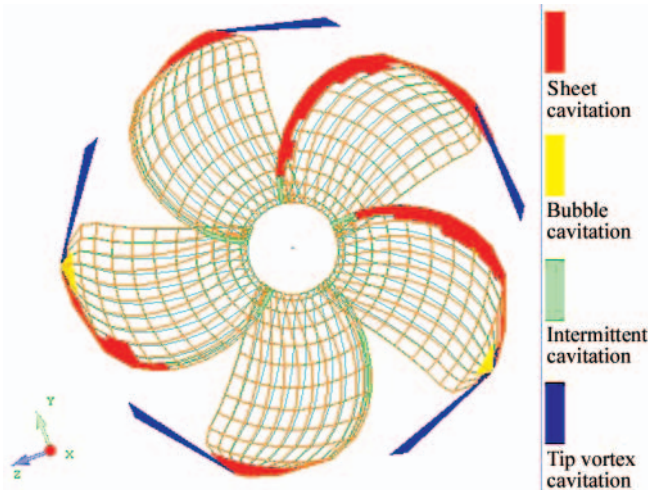 Sheet
cavitation
Bubble
cavitation
Intermittent
cavitation
Tip vortex
cavitation
Y
X
Z